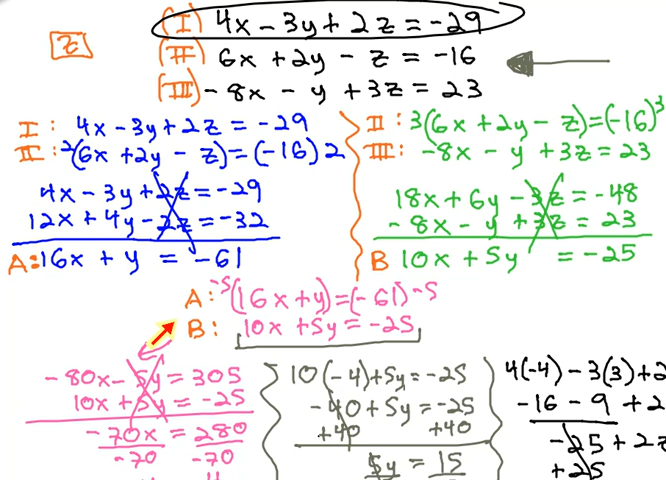 (I) 4x - 3y + 2z = -29
z
(II) 6x + 2y - z = -16
(III) -8x - y + 3z = 23
I: 4x - 3y + 2z = -29
II: 2(6x + 2y - z) = (-16)2
4x - 3y + 2z = -29
12x + 4y - 2z = -32
A: 16x + y = -61
II: 3(6x + 2y - z) = (-16)3
III: -8x - y + 3z = 23
18x + 6y - 3z = -48
-8x - y + 3z = 23
B 10x + 5y = -25
A: -5(16x + y) = (-61)-5
B: 10x + 5y = -25
-80x - 5y = 305
10x + 5y = -25
-70x = 280
-70 -70
10(-4) + 5y = -25
-40 + 5y = -25
+40 +40
5y = 15
4(-4) - 3(3) + 2
-16 - 9 + 2
-25 + 2z
+25